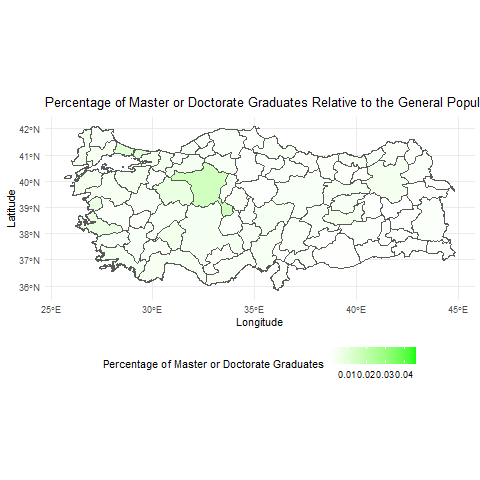 Percentage of Master or Doctorate Graduates Relative to the General Popul
42°N
41°N
40°N
39°N
38°N
37°N
36°N
Latitude
25°E 30°E 35°E 40°E 45°E
Longitude
Percentage of Master or Doctorate Graduates
0.010.020.030.04